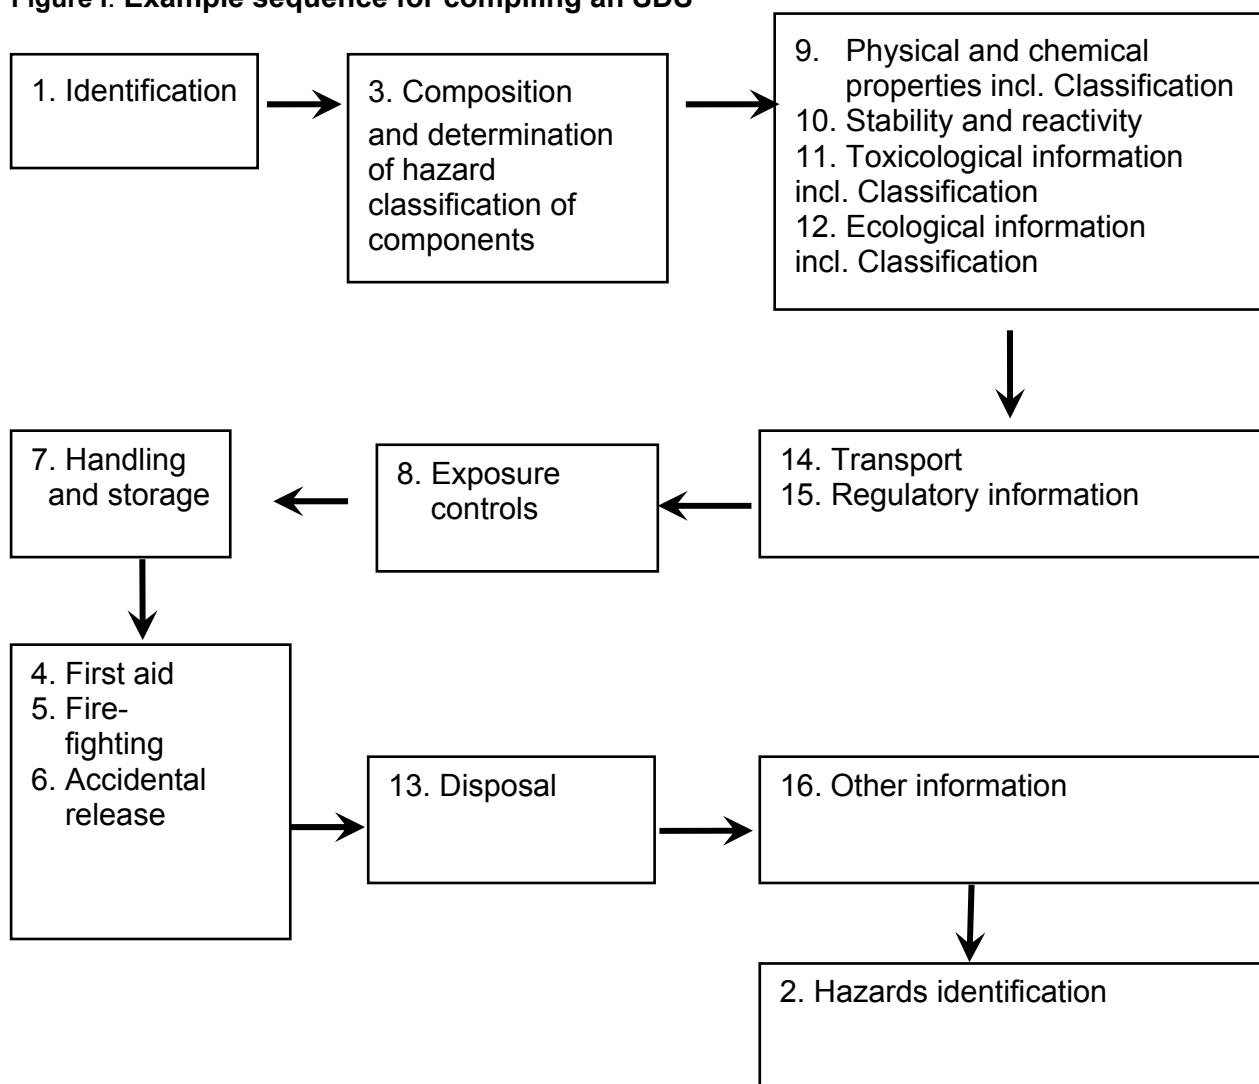 Figure I. Example sequence for compiling an SDS
1. Identification
3. Composition
and determination
of hazard
classification of
components
9. Physical and chemical
properties incl. Classification
10. Stability and reactivity
11. Toxicological information
incl. Classification
12. Ecological information
incl. Classification
7. Handling
and storage
8. Exposure
controls
14. Transport
15. Regulatory information
4. First aid
5. Fire-
fighting
6. Accidental
release
13. Disposal
16. Other information
2. Hazards identification